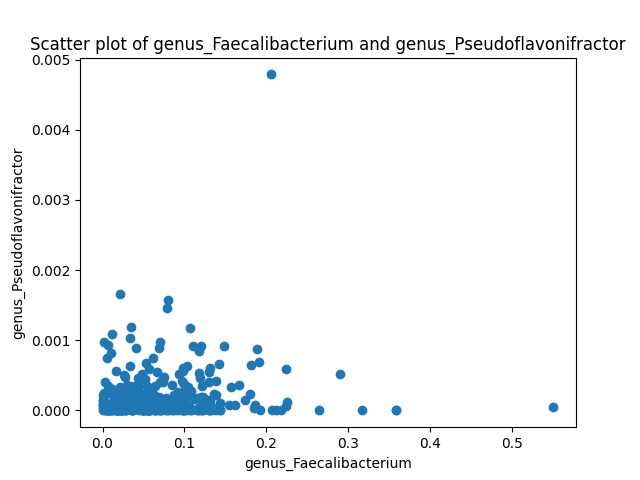 Scatter plot of genus_Faecalibacterium and genus_Pseudoflavonifractor
0.005
0.004
0.003
0.002
0.001
0.000
genus_Pseudoflavonifractor
0.0 0.1 0.2 0.3 0.4 0.5
genus_Faecalibacterium